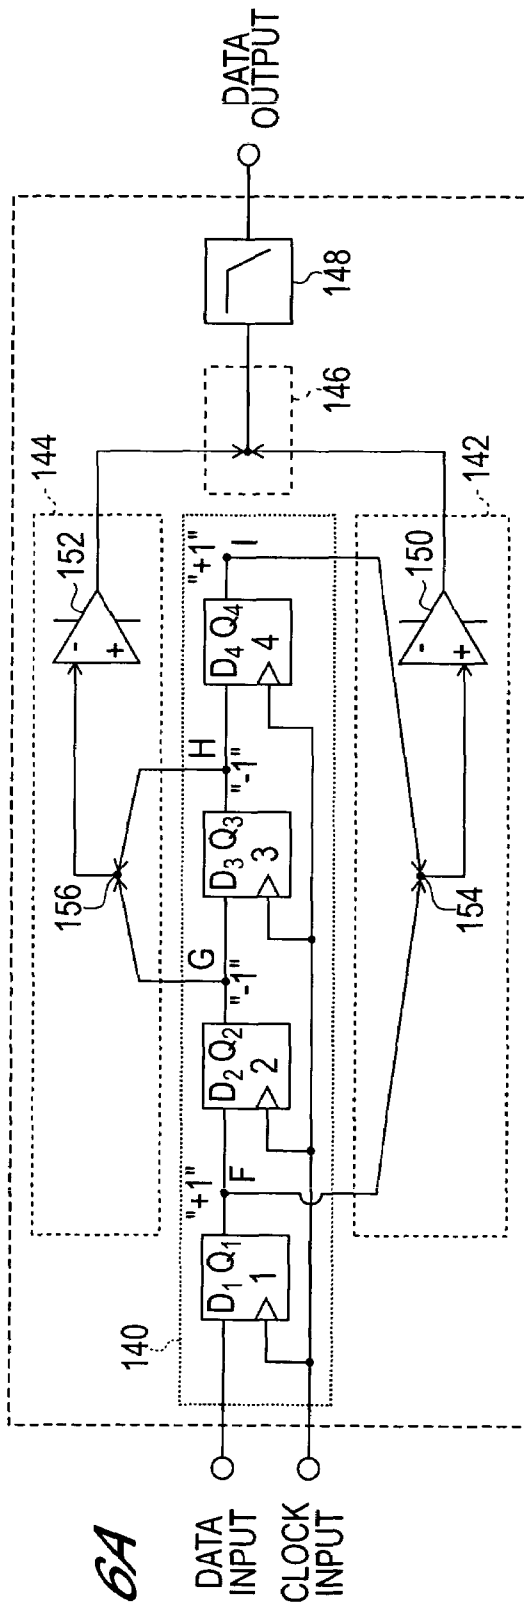 6A
DATA
INPUT
CLOCK
INPUT
140
D1 Q1
1
"+1"
F
D2 Q2
2
G
"-1"
D3 Q3
3
H
"-1"
D4 Q4
4
"+1"
I
156
-
+
152
144
154
-
+
150
142
146
148
DATA
OUTPUT